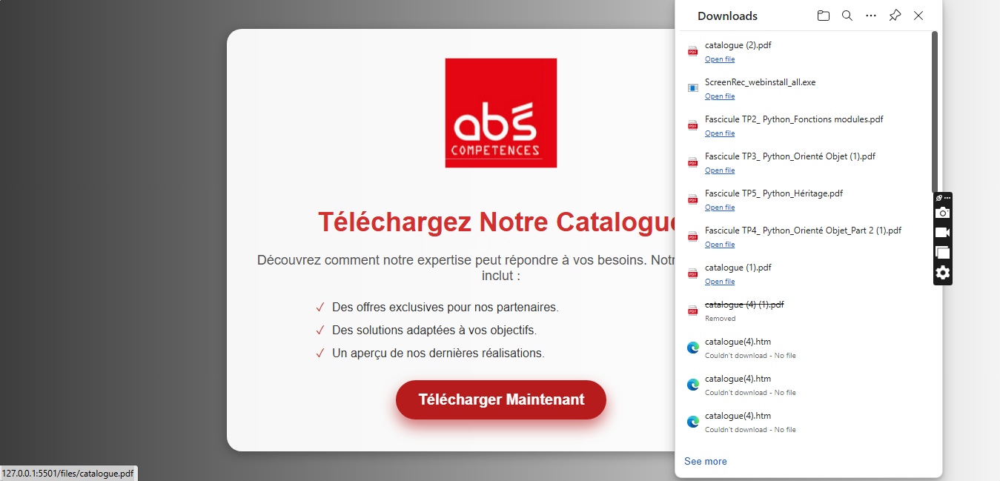 abs
COMPETENCES
Téléchargez Notre Catalogue
Découvrez comment notre expertise peut répondre à vos besoins. Notr
inclut :
✓ Des offres exclusives pour nos partenaires.
✓ Des solutions adaptées à vos objectifs.
✓ Un aperçu de nos dernières réalisations.
Télécharger Maintenant
127.0.0.1:5501/files/catalogue.pdf
Downloads
catalogue (2).pdf
Open file
ScreenRec_webinstall_all.exe
Open file
Fascicule TP2_ Python_Fonctions modules.pdf
Open file
Fascicule TP3_ Python_Orienté Objet (1).pdf
Open file
Fascicule TP5_ Python_Héritage.pdf
Open file
Fascicule TP4_ Python_Orienté Objet_Part 2 (1).pdf
Open file
catalogue (1).pdf
Open file
catalogue (4) (1).pdf
Removed
catalogue(4).htm
Couldn't download - No file
catalogue(4).htm
Couldn't download - No file
catalogue(4).htm
Couldn't download - No file
See more